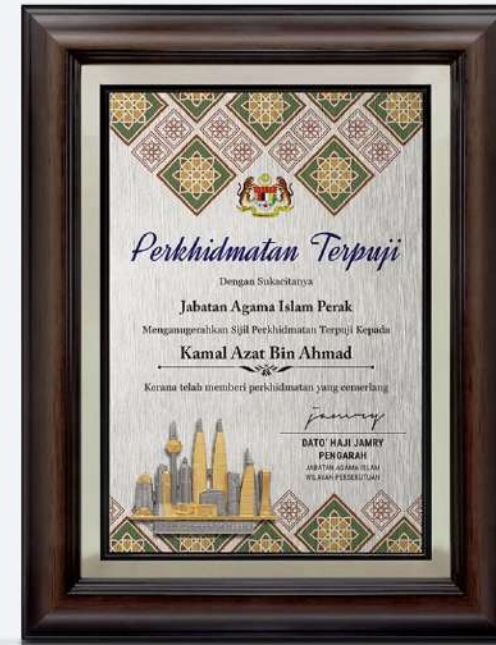 Perkhidmatan Terpuji
Dengan Sukacitanya
Jabatan Agama Islam Perak
Menganugerahkan Sijil Perkhidmatan Terpuji Kepada
Kamal Azat Bin Ahmad
Kerana telah memberi perkhidmatan yang cemerlang
jamry
DATO' HAJI JAMRY
PENGARAH
JABATAN AGAMA ISLAM
WILAYAH PERSEKUTUAN